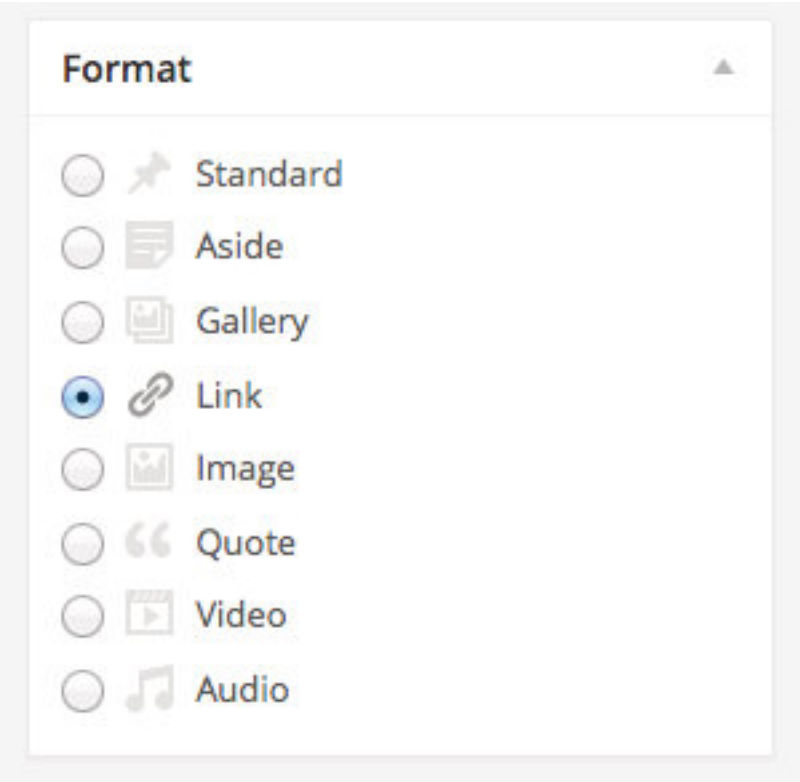 Format
Standard
Aside
Gallery
Link
Image
Quote
Video
Audio